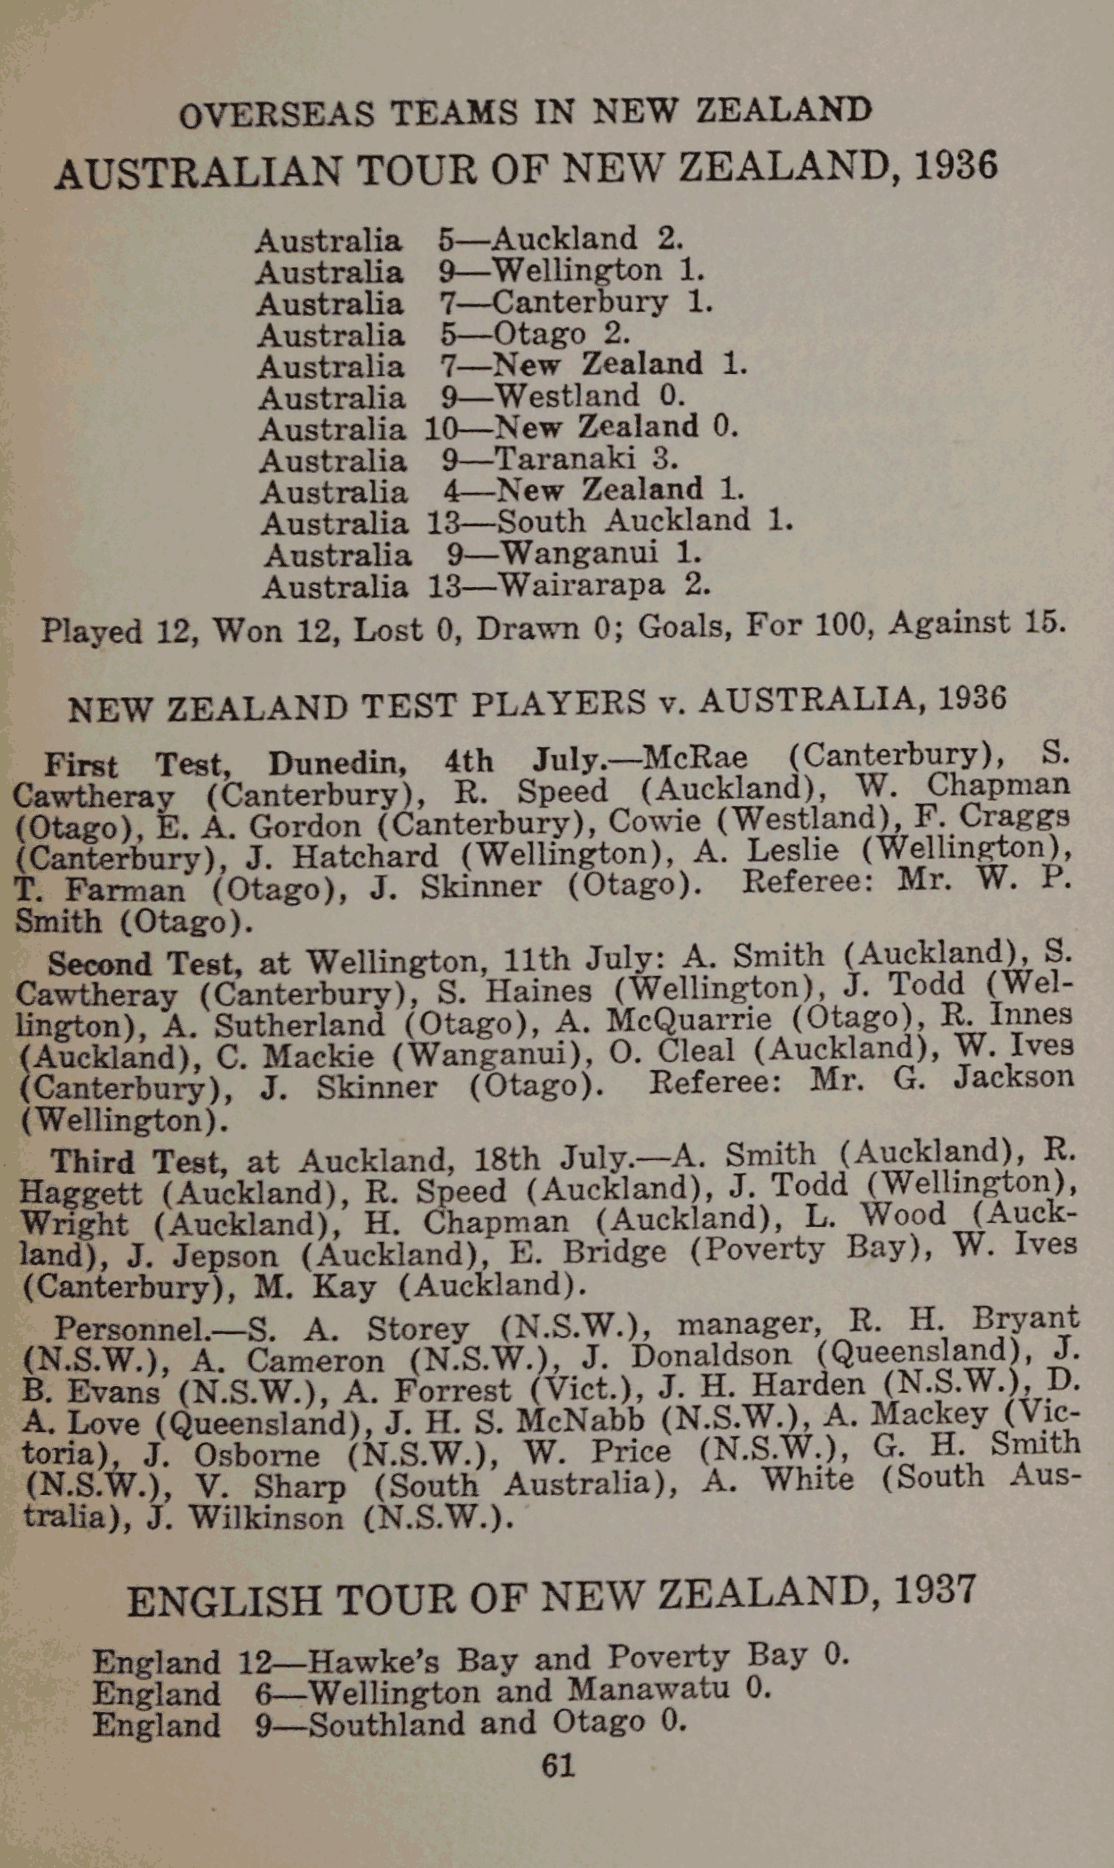 OVERSEAS TEAMS IN NEW ZEALAND
AUSTRALIAN TOUR OF NEW ZEALAND, 1936
Australia 5—Auckland 2.
Australia 9—Wellington 1.
Australia 7—Canterbury 1.
Australia 5—Otago 2.
Australia 7—New Zealand 1.
Australia 9—Westland 0.
Australia 10—New Zealand 0.
Australia 9—Taranaki 3.
Australia 4—New Zealand 1.
Australia 13—South Auckland 1.
Australia 9—Wanganui 1.
Australia 13—Wairarapa 2.
Played 12, Won 12, Lost 0, Drawn 0; Goals, For 100, Against 15.
NEW ZEALAND TEST PLAYERS v. AUSTRALIA, 1936
First Test, Dunedin, 4th July.—McRae (Canterbury), S.
Cawtheray (Canterbury), R. Speed (Auckland), W. Chapman
(Otago), E. A. Gordon (Canterbury), Cowie (Westland), F. Craggs
(Canterbury), J. Hatchard (Wellington), A. Leslie (Wellington),
T. Farman (Otago), J. Skinner (Otago). Referee: Mr. W. P.
Smith (Otago).
Second Test, at Wellington, 11th July: A. Smith (Auckland), S.
Cawtheray (Canterbury), S. Haines (Wellington), J. Todd (Wel-
lington), A. Sutherland (Otago), A. McQuarrie (Otago), R. Innes
(Auckland), C. Mackie (Wanganui), O. Cleal (Auckland), W. Ives
(Canterbury), J. Skinner (Otago). Referee: Mr. G. Jackson
(Wellington).
Third Test, at Auckland, 18th July.—A. Smith (Auckland), R.
Haggett (Auckland), R. Speed (Auckland), J. Todd (Wellington),
Wright (Auckland), H. Chapman (Auckland), L. Wood (Auck-
land), J. Jepson (Auckland), E. Bridge (Poverty Bay), W. Ives
(Canterbury), M. Kay (Auckland).
Personnel.—S. A. Storey (N.S.W.), manager, R. H. Bryant
(N.S.W.), A. Cameron (N.S.W.), J. Donaldson (Queensland), J.
B. Evans (N.S.W.), A. Forrest (Vict.), J. H. Harden (N.S.W.), D.
A. Love (Queensland), J. H. S. McNabb (N.S.W.), A. Mackey (Vic-
toria), J. Osborne (N.S.W.), W. Price (N.S.W.), G. H. Smith
(N.S.W.), V. Sharp (South Australia), A. White (South Aus-
tralia), J. Wilkinson (N.S.W.).
ENGLISH TOUR OF NEW ZEALAND, 1937
England 12—Hawke's Bay and Poverty Bay 0.
England 6—Wellington and Manawatu 0.
England 9—Southland and Otago 0.
61